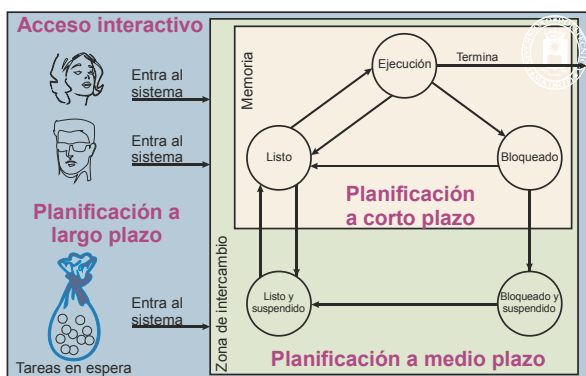 Acceso interactivo
Entra al
sistema
Entra al
sistema
Planificación a
largo plazo
Entra al
sistema
Tareas en espera
Memoria
Ejecución
Termina
Listo
Bloqueado
Planificación
a corto plazo
Zona de intercambio
Listo y
suspendido
Bloqueado y
suspendido
Planificación a medio plazo